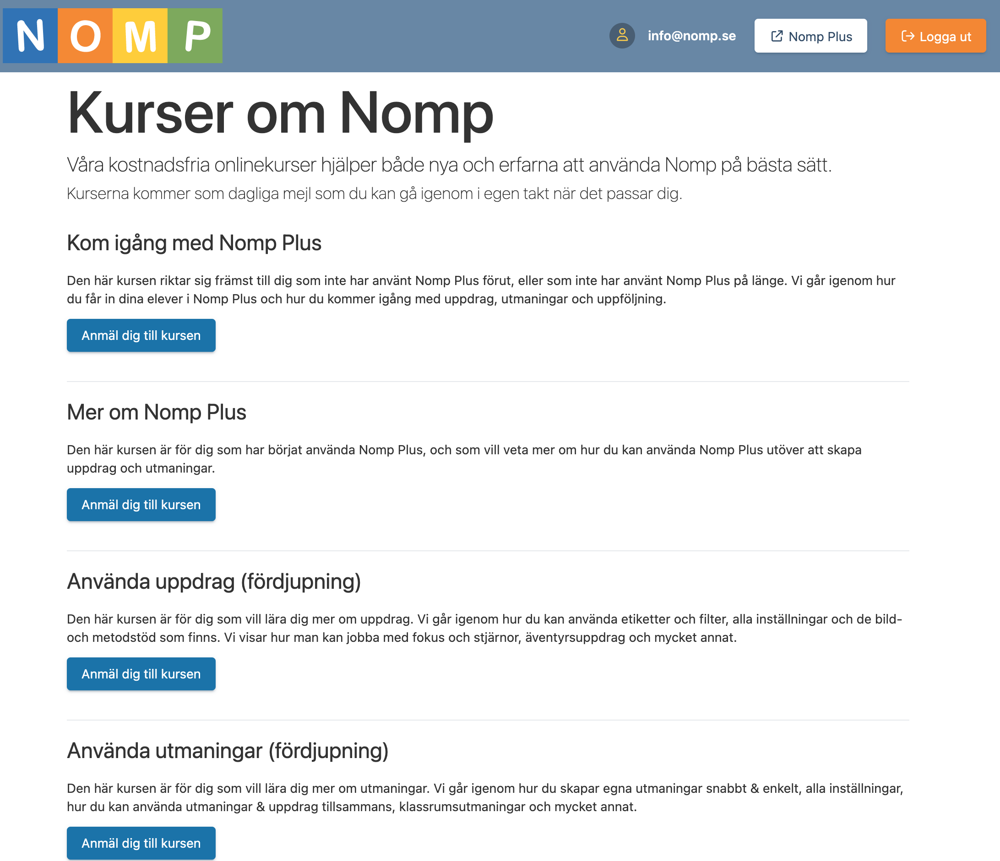 NOMP
info@nomp.se
Nomp Plus
Logga ut
Kurser om Nomp
Våra kostnadsfria onlinekurser hjälper både nya och erfarna att använda Nomp på bästa sätt.
Kurserna kommer som dagliga mejl som du kan gå igenom i egen takt när det passar dig.
Kom igång med Nomp Plus
Den här kursen riktar sig främst till dig som inte har använt Nomp Plus förut, eller som inte har använt Nomp Plus på länge. Vi går igenom hur
du får in dina elever i Nomp Plus och hur du kommer igång med uppdrag, utmaningar och uppföljning.
Anmäl dig till kursen
Mer om Nomp Plus
Den här kursen är för dig som har börjat använda Nomp Plus, och som vill veta mer om hur du kan använda Nomp Plus utöver att skapa
uppdrag och utmaningar.
Anmäl dig till kursen
Använda uppdrag (fördjupning)
Den här kursen är för dig som vill lära dig mer om uppdrag. Vi går igenom hur du kan använda etiketter och filter, alla inställningar och de bild-
och metodstöd som finns. Vi visar hur man kan jobba med fokus och stjärnor, äventyrsuppdrag och mycket annat.
Anmäl dig till kursen
Använda utmaningar (fördjupning)
Den här kursen är för dig som vill lära dig mer om utmaningar. Vi går igenom hur du skapar egna utmaningar snabbt & enkelt, alla inställningar,
hur du kan använda utmaningar & uppdrag tillsammans, klassrumsutmaningar och mycket annat.
Anmäl dig till kursen